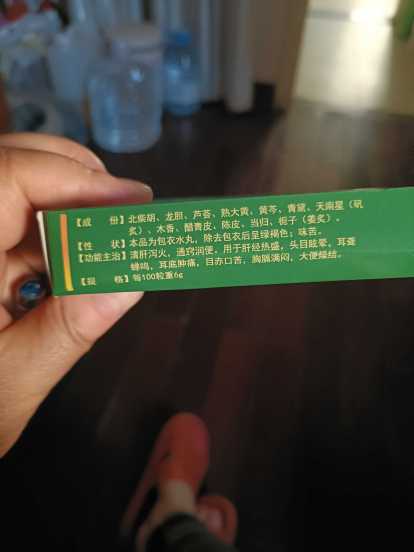 【成　　份】北柴胡、龙胆、芦荟、熟大黄、黄芩、青黛、天南星（矾
炙）、木香、醋青皮、陈皮、当归、栀子（姜炙）。
【性　　状】本品为包衣水丸，除去包衣后呈绿褐色；味苦。
【功能主治】清肝泻火，通窍润便。用于肝经热盛，头目眩晕，耳聋
蝉鸣，耳底肿痛，目赤口苦，胸膈满闷，大便燥结。
【规　　格】每100粒重6g